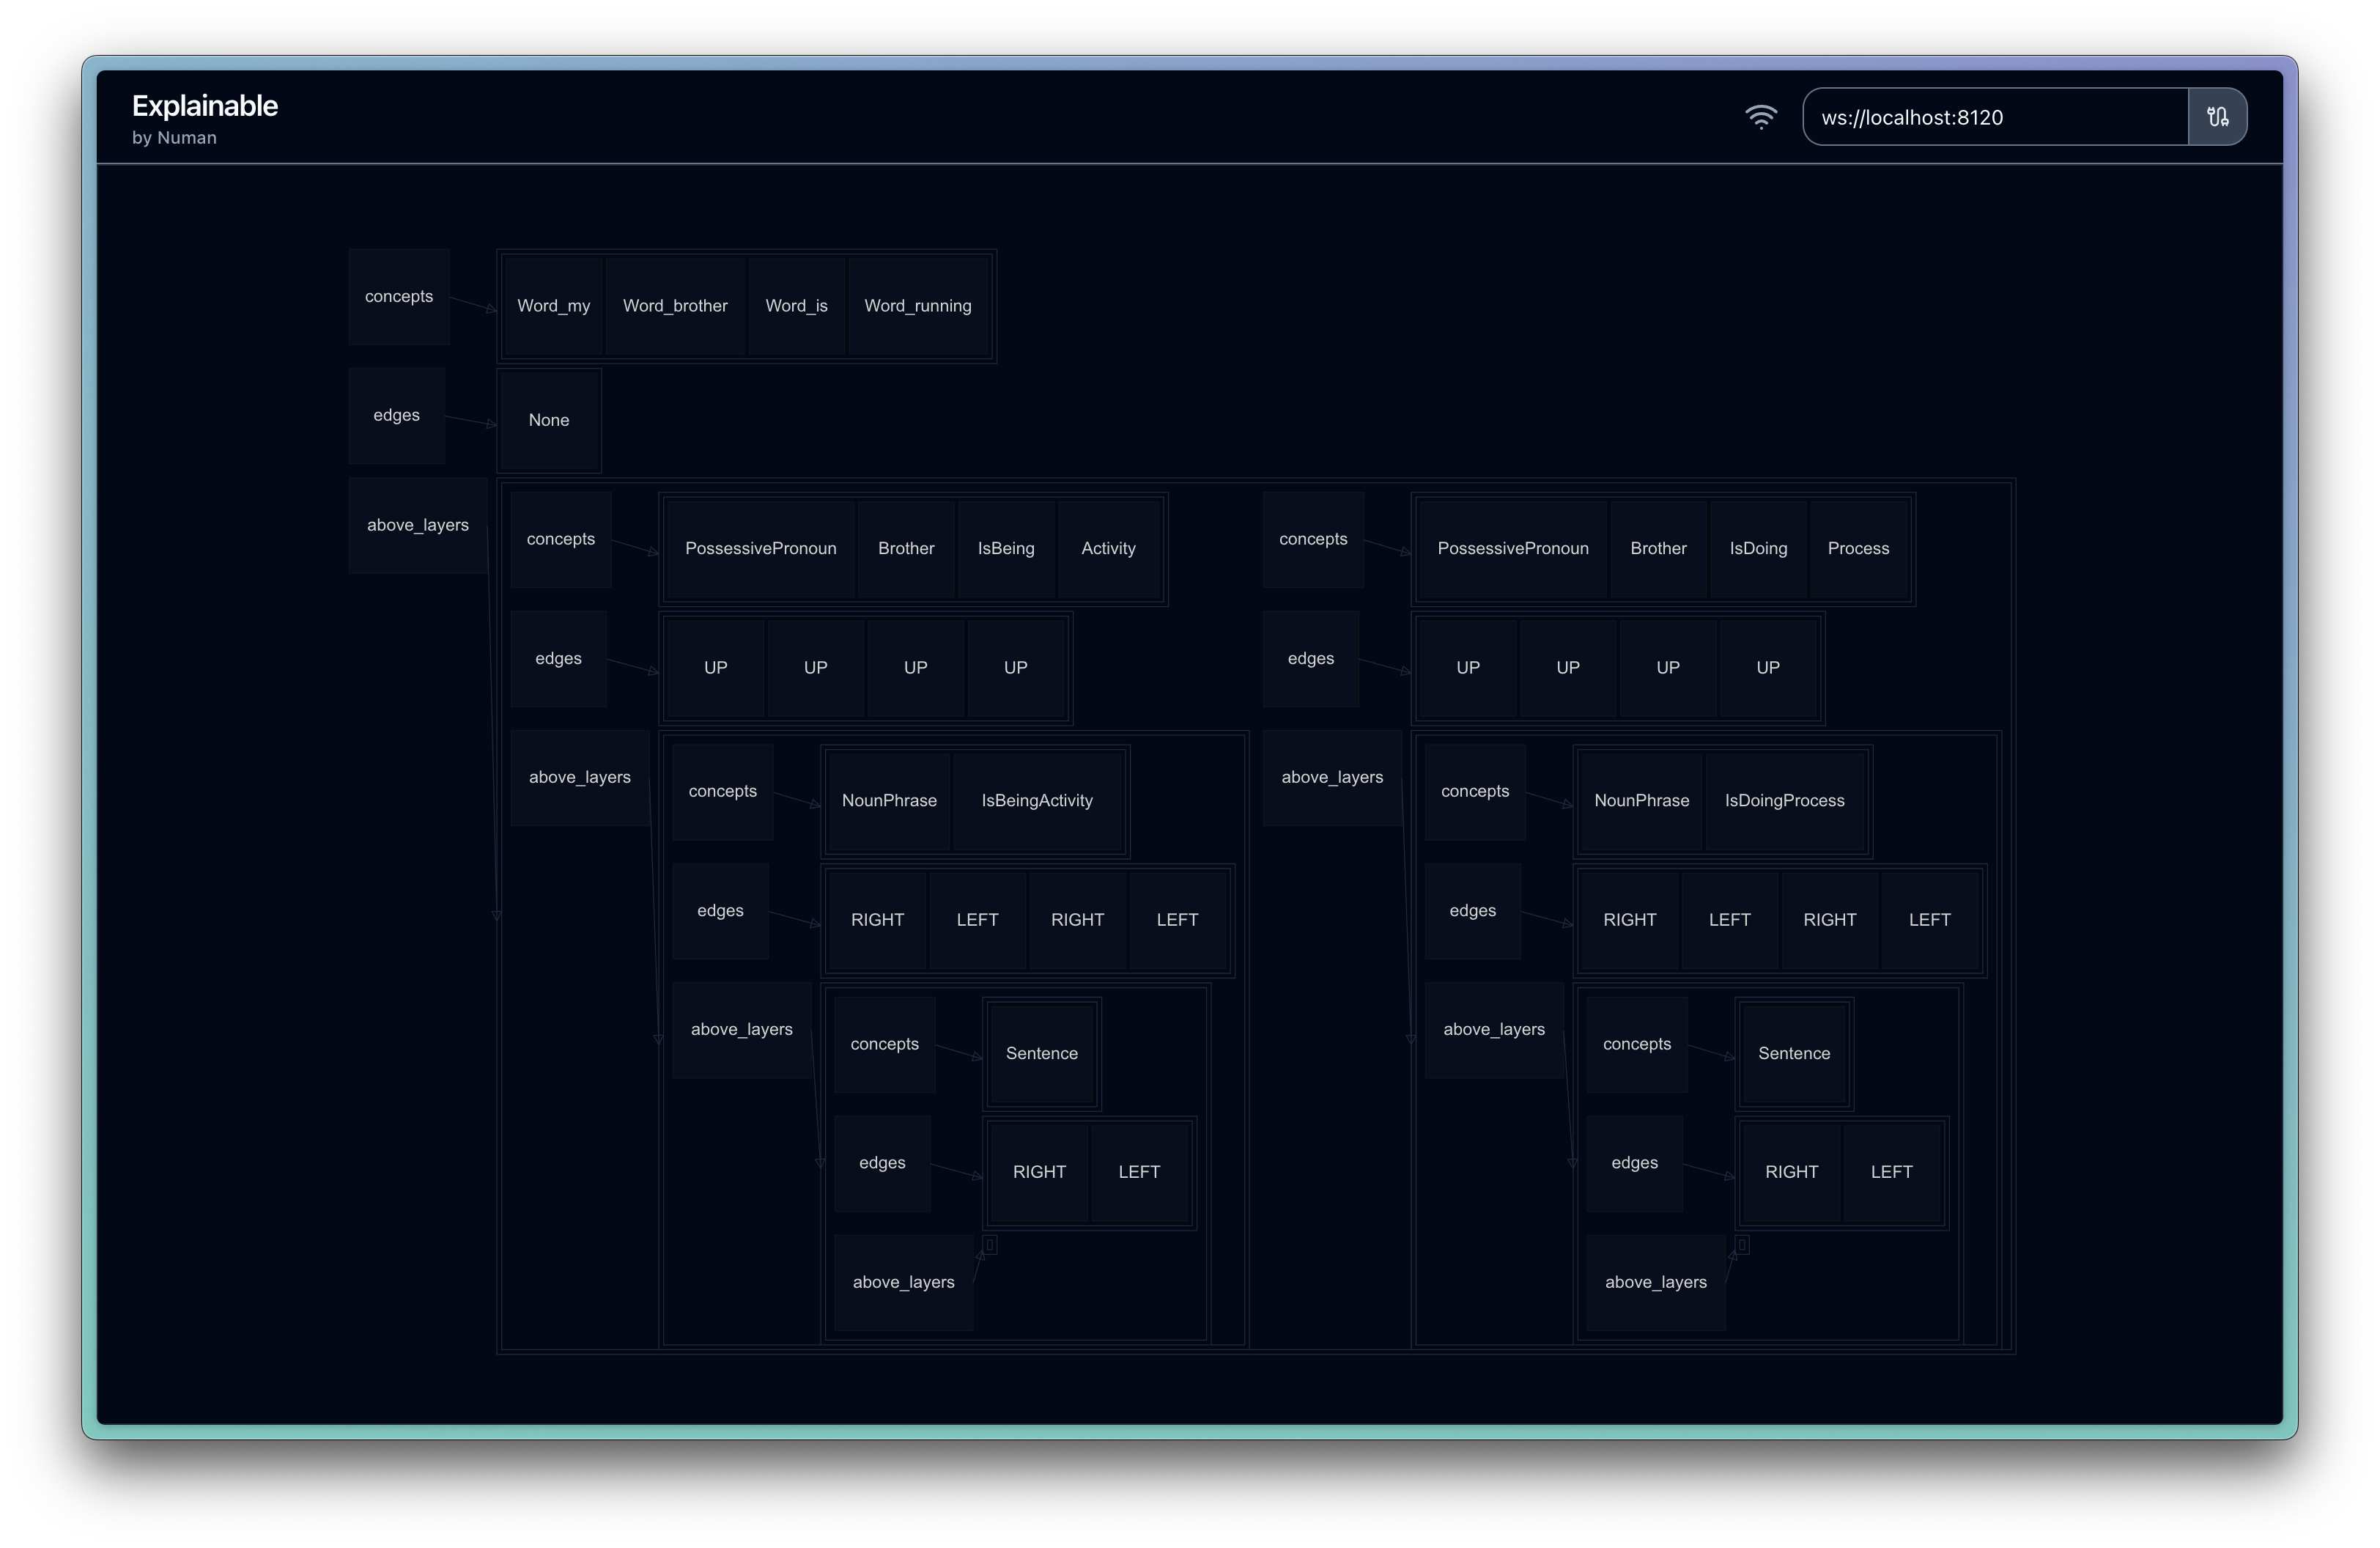 Explainable
by Numan
ws://localhost:8120
concepts
Word_my Word_brother Word_is Word_running
edges
None
above_layers
concepts
PossessivePronoun Brother IsBeing Activity
edges
UP UP UP UP
above_layers
concepts
NounPhrase IsBeingActivity
edges
RIGHT LEFT RIGHT LEFT
above_layers
concepts
Sentence
edges
RIGHT LEFT
above_layers
concepts
PossessivePronoun Brother IsDoing Process
edges
UP UP UP UP
above_layers
concepts
NounPhrase IsDoingProcess
edges
RIGHT LEFT RIGHT LEFT
above_layers
concepts
Sentence
edges
RIGHT LEFT
above_layers